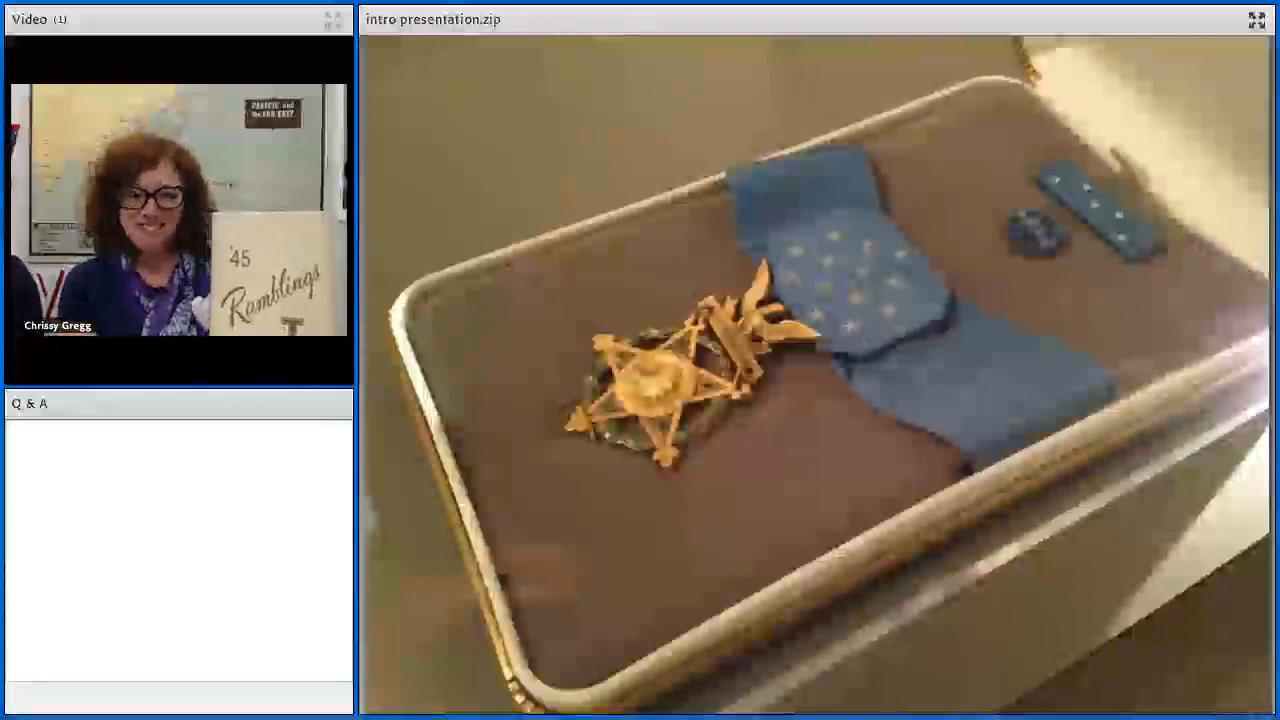 Video (1)
PACIFIC and
the FAR EAST
'45
Ramblings
T
Chrissy Gregg
Q & A
intro presentation.zip